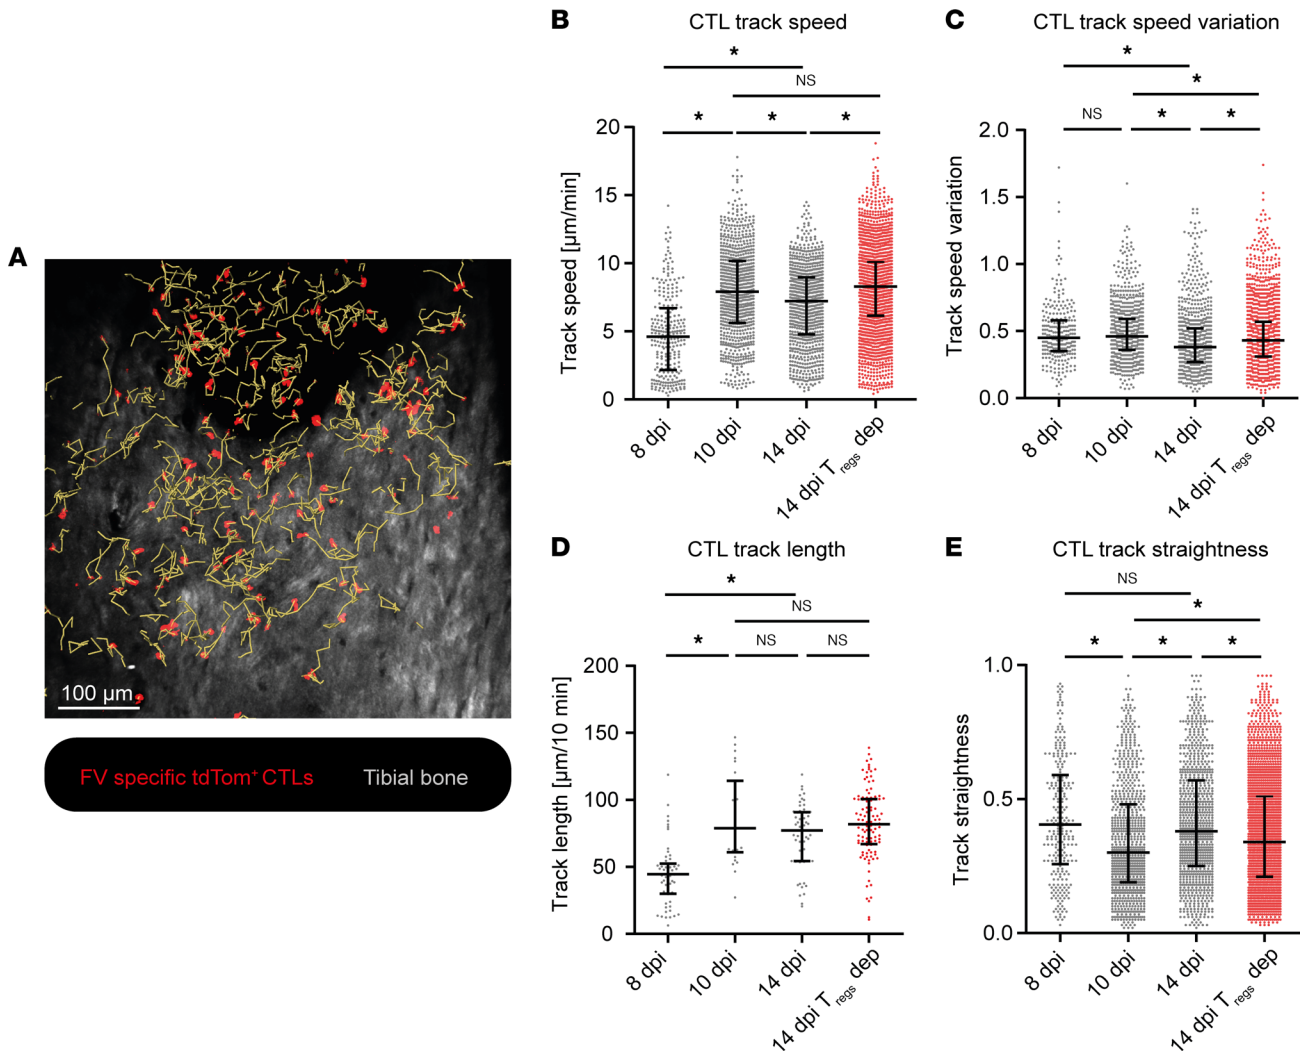 A
100 µm
FV specific tdTom⁺ CTLs
Tibial bone
B
CTL track speed
*
NS
*
*
*
Track speed [µm/min]
20
15
10
5
0
8 dpi
10 dpi
14 dpi
14 dpi Tregs dep
C
CTL track speed variation
*
*
NS
*
*
Track speed variation
2.0
1.5
1.0
0.5
0.0
8 dpi
10 dpi
14 dpi
14 dpi Tregs dep
D
CTL track length
*
NS
*
NS
NS
Track length [µm/10 min]
200
150
100
50
0
8 dpi
10 dpi
14 dpi
14 dpi Tregs dep
E
CTL track straightness
NS
*
*
*
*
Track straightness
1.0
0.5
0.0
8 dpi
10 dpi
14 dpi
14 dpi Tregs dep